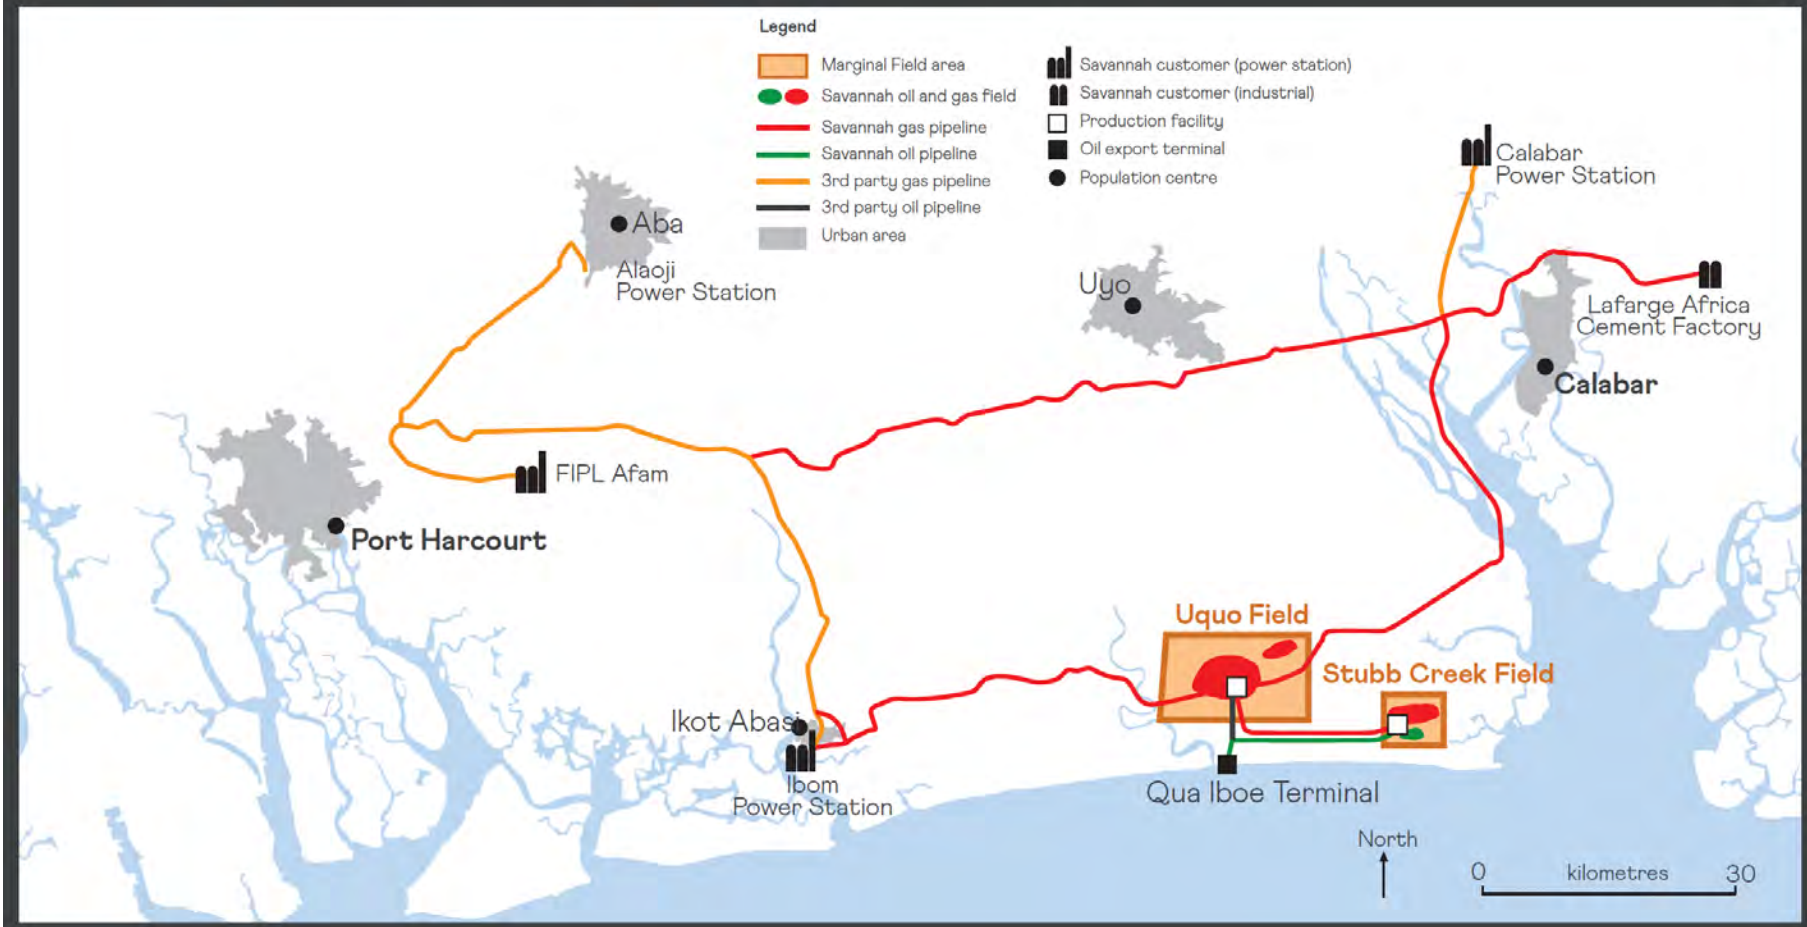 Legend
Marginal Field area
Savannah oil and gas field
Savannah gas pipeline
Savannah oil pipeline
3rd party gas pipeline
3rd party oil pipeline
Urban area
Savannah customer (power station)
Savannah customer (industrial)
Production facility
Oil export terminal
Population centre
Calabar
Power Station
Aba
Alaoji
Power Station
Uyo
Lafarge Africa
Cement Factory
Calabar
FIPL Afam
Port Harcourt
Uquo Field
Stubb Creek Field
Ikot Abasi
Ibom
Power Station
Qua Iboe Terminal
North
0 kilometres 30